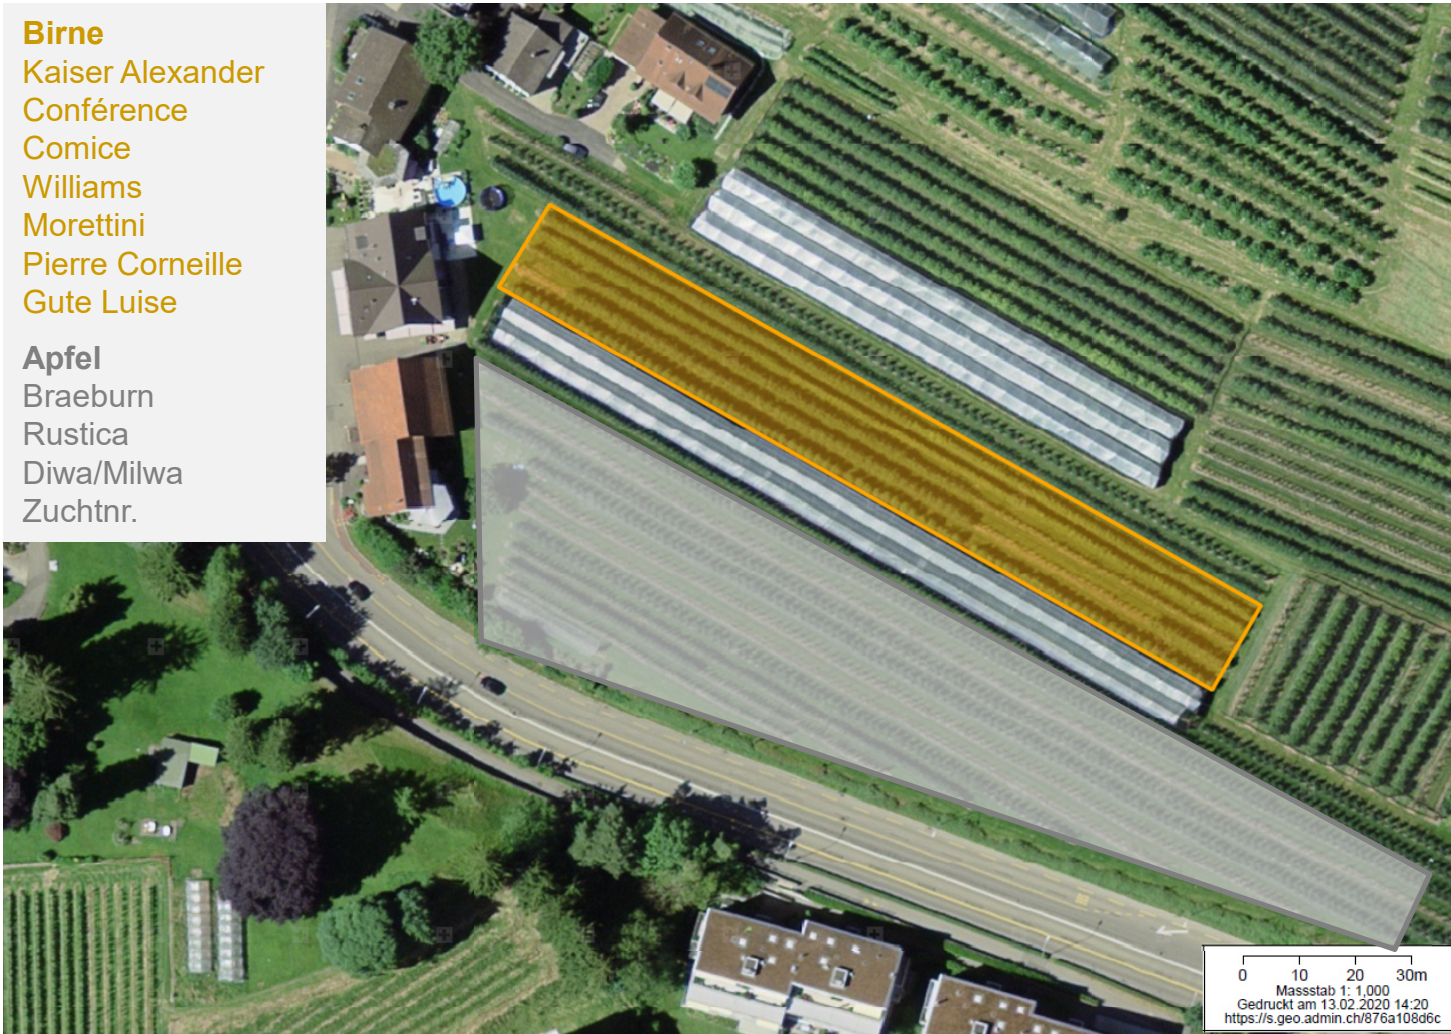 Birne
Kaiser Alexander
Conférence
Comice
Williams
Morettini
Pierre Corneille
Gute Luise
Apfel
Braeburn
Rustica
Diwa/Milwa
Zuchtnr.
0 10 20 30m
Massstab 1: 1,000
Gedruckt am 13.02.2020 14:20
https://s.geo.admin.ch/876a108d6c